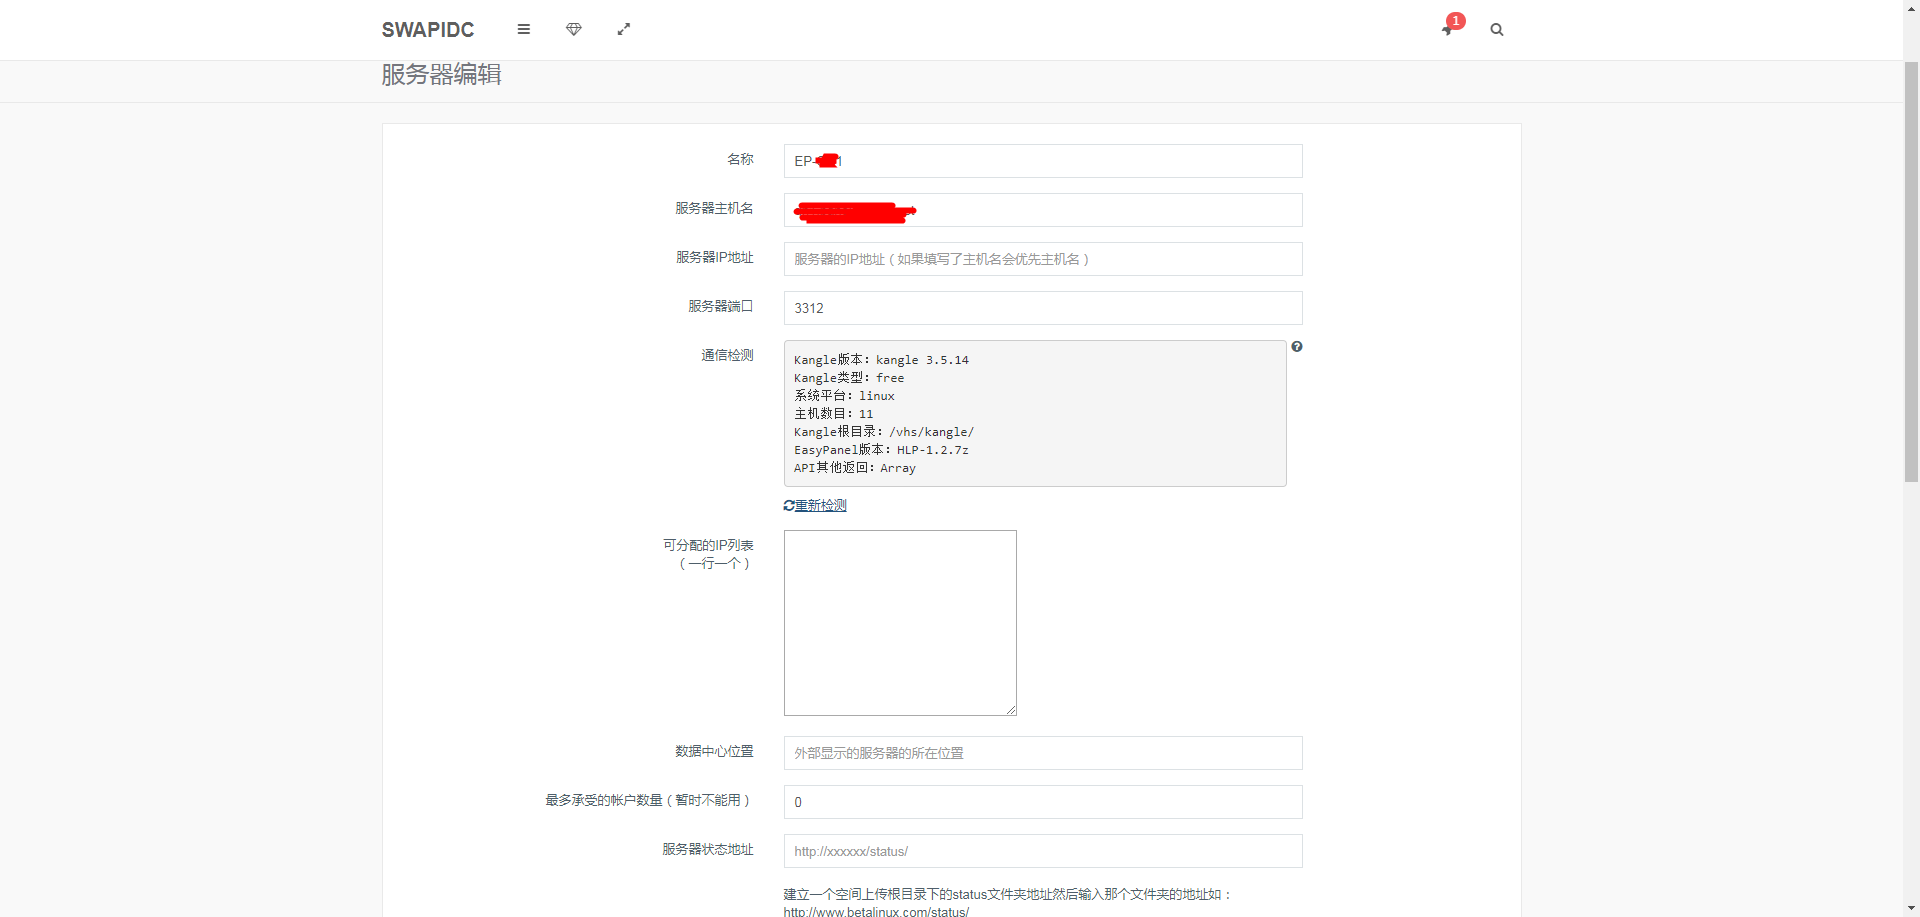 SWAPIDC
1
服务器编辑
名称
EP-
服务器主机名
服务器IP地址
服务器的IP地址（如果填写了主机名会优先主机名）
服务器端口
3312
通信检测
Kangle版本：kangle 3.5.14
Kangle类型：free
系统平台：linux
主机数目：11
Kangle根目录：/vhs/kangle/
EasyPanel版本：HLP-1.2.7z
API其他返回：Array
重新检测
可分配的IP列表
（一行一个）
数据中心位置
外部显示的服务器的所在位置
最多承受的帐户数量（暂时不能用）
0
服务器状态地址
http://xxxxxx/status/
建立一个空间上传根目录下的status文件夹地址然后输入那个文件夹的地址如：
http://www.betalinux.com/status/